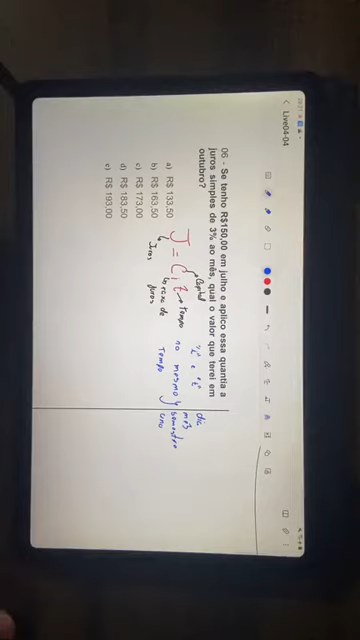 Live04-04
06 - Se tenho R$150,00 em julho e aplico essa quantia a
juros simples de 3% ao mês, qual o valor que terei em
outubro?
a) R$ 133,50
b) R$ 163,50
c) R$ 173,00
d) R$ 183,50
e) R$ 193,00
J = C i t
Capital
tempo
taxa de
juros
Juros
"i" e "t"
no mesmo
tempo
dia
mês
semestre
ano